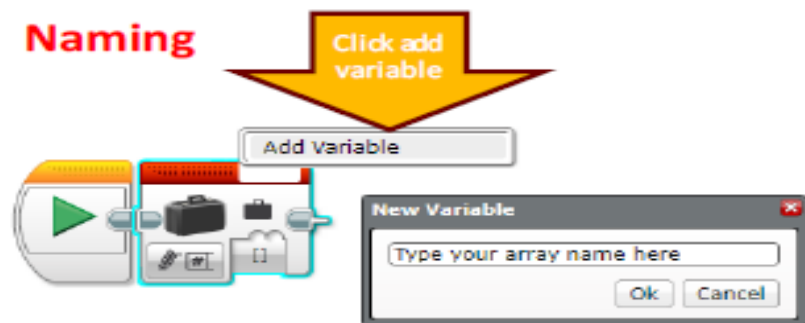 Naming
Click add
variable
Add Variable
New Variable
Type your array name here
Ok Cancel
#
[]